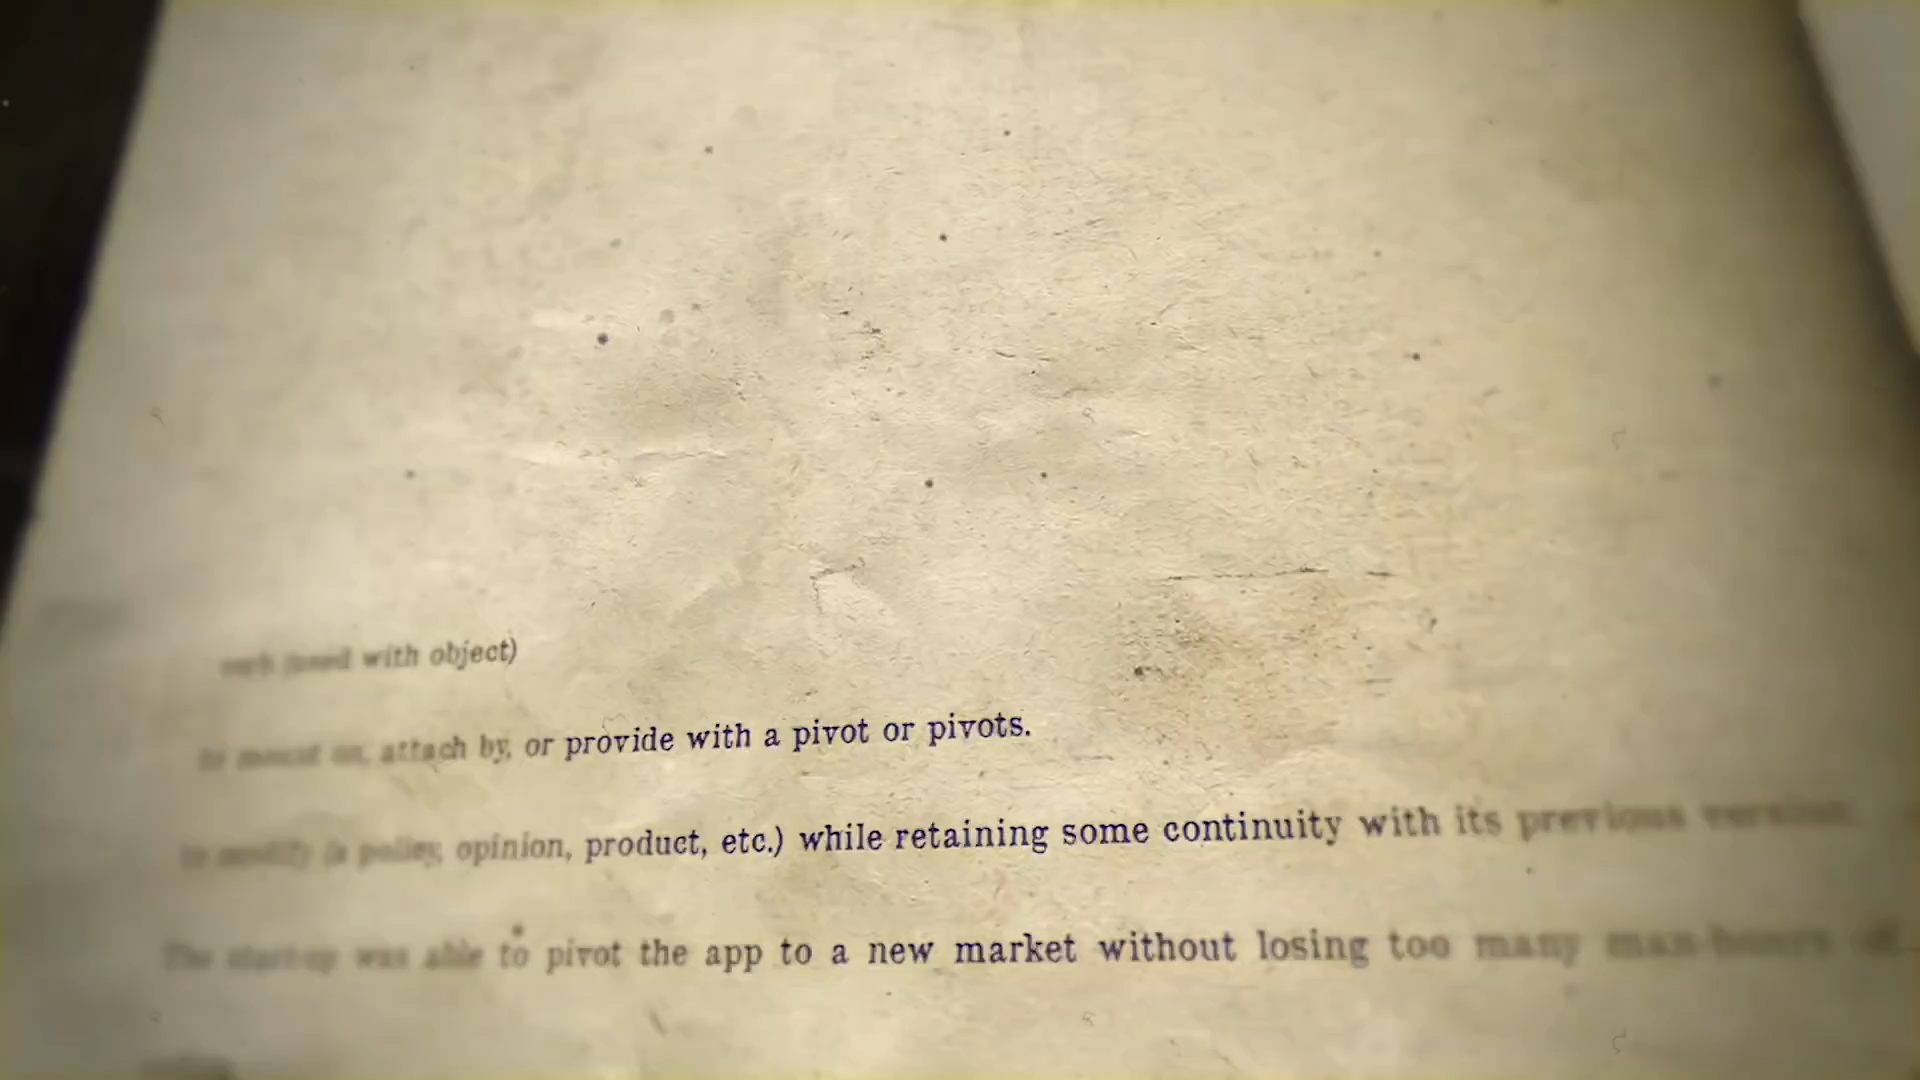 verb (used with object)
to mount on, attach by, or provide with a pivot or pivots.
to modify (a policy, opinion, product, etc.) while retaining some continuity with its previous version
The start-up was able to pivot the app to a new market without losing too many man-hours of